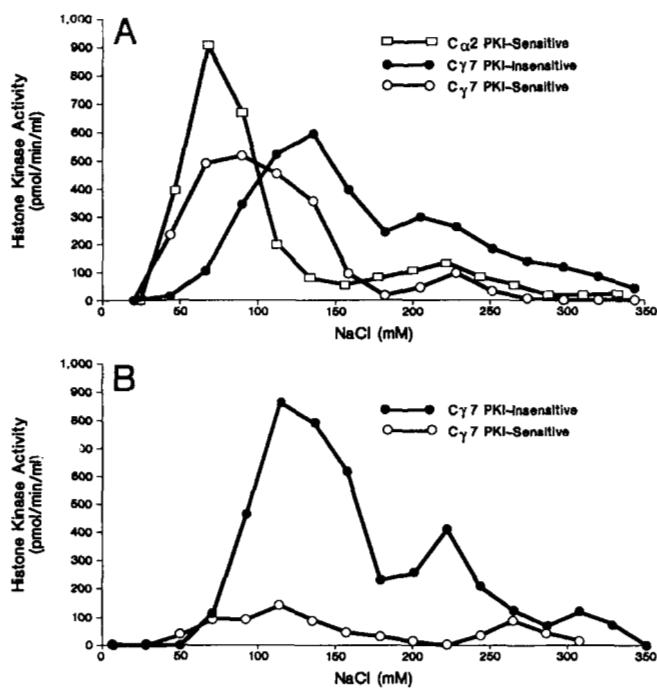 A
1,000
900
800
700
600
500
400
300
200
100
0
Histone Kinase Activity
(pmol/min/ml)
Cα2 PKI-Sensitive
Cγ7 PKI-Insensitive
Cγ7 PKI-Sensitive
0 50 100 150 200 250 300 350
NaCl (mM)
B
1,000
900
800
700
600
500
400
300
200
100
0
Histone Kinase Activity
(pmol/min/ml)
Cγ7 PKI-Insensitive
Cγ7 PKI-Sensitive
0 50 100 150 200 250 300 350
NaCl (mM)